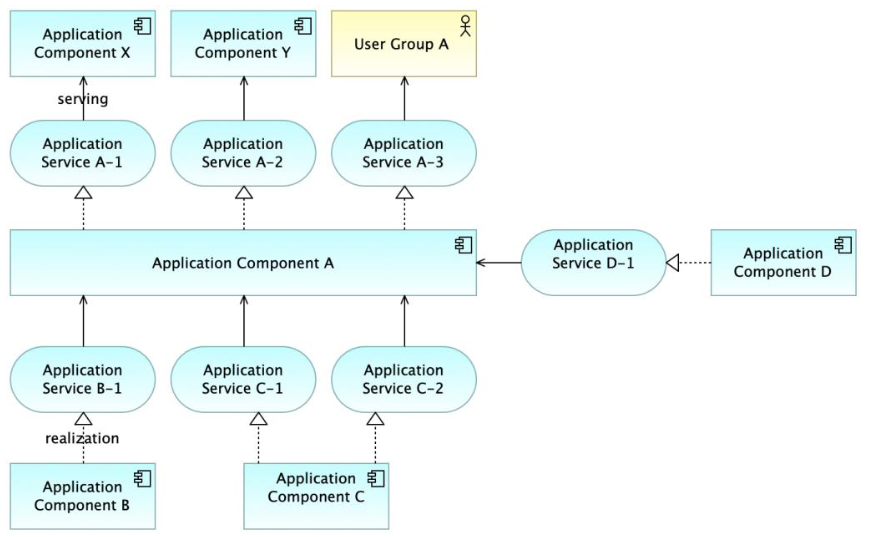 Application
Component X
Application
Component Y
User Group A
serving
Application
Service A-1
Application
Service A-2
Application
Service A-3
Application Component A
Application
Service D-1
Application
Component D
Application
Service B-1
Application
Service C-1
Application
Service C-2
realization
Application
Component B
Application
Component C